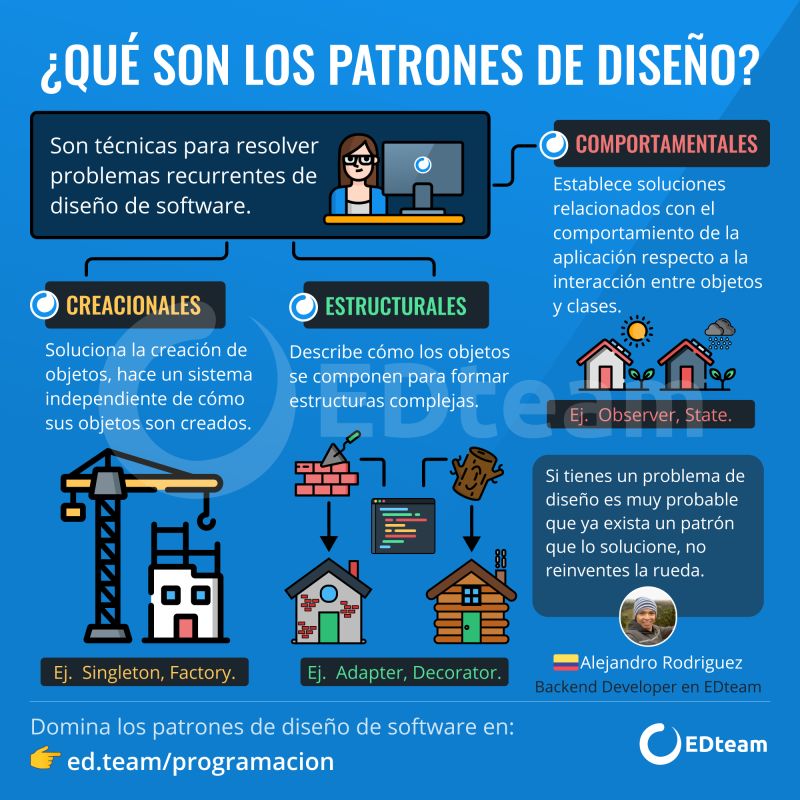 ¿QUÉ SON LOS PATRONES DE DISEÑO?
Son técnicas para resolver
problemas recurrentes de
diseño de software.
CREACIONALES
Soluciona la creación de
objetos, hace un sistema
independiente de cómo
sus objetos son creados.
Ej. Singleton, Factory.
ESTRUCTURALES
Describe cómo los objetos
se componen para formar
estructuras complejas.
Ej. Adapter, Decorator.
COMPORTAMENTALES
Establece soluciones
relacionados con el
comportamiento de la
aplicación respecto a la
interacción entre objetos
y clases.
Ej. Observer, State.
Si tienes un problema de
diseño es muy probable
que ya exista un patrón
que lo solucione, no
reinventes la rueda.
Alejandro Rodriguez
Backend Developer en EDteam
EDteam
Domina los patrones de diseño de software en:
ed.team/programacion
EDteam